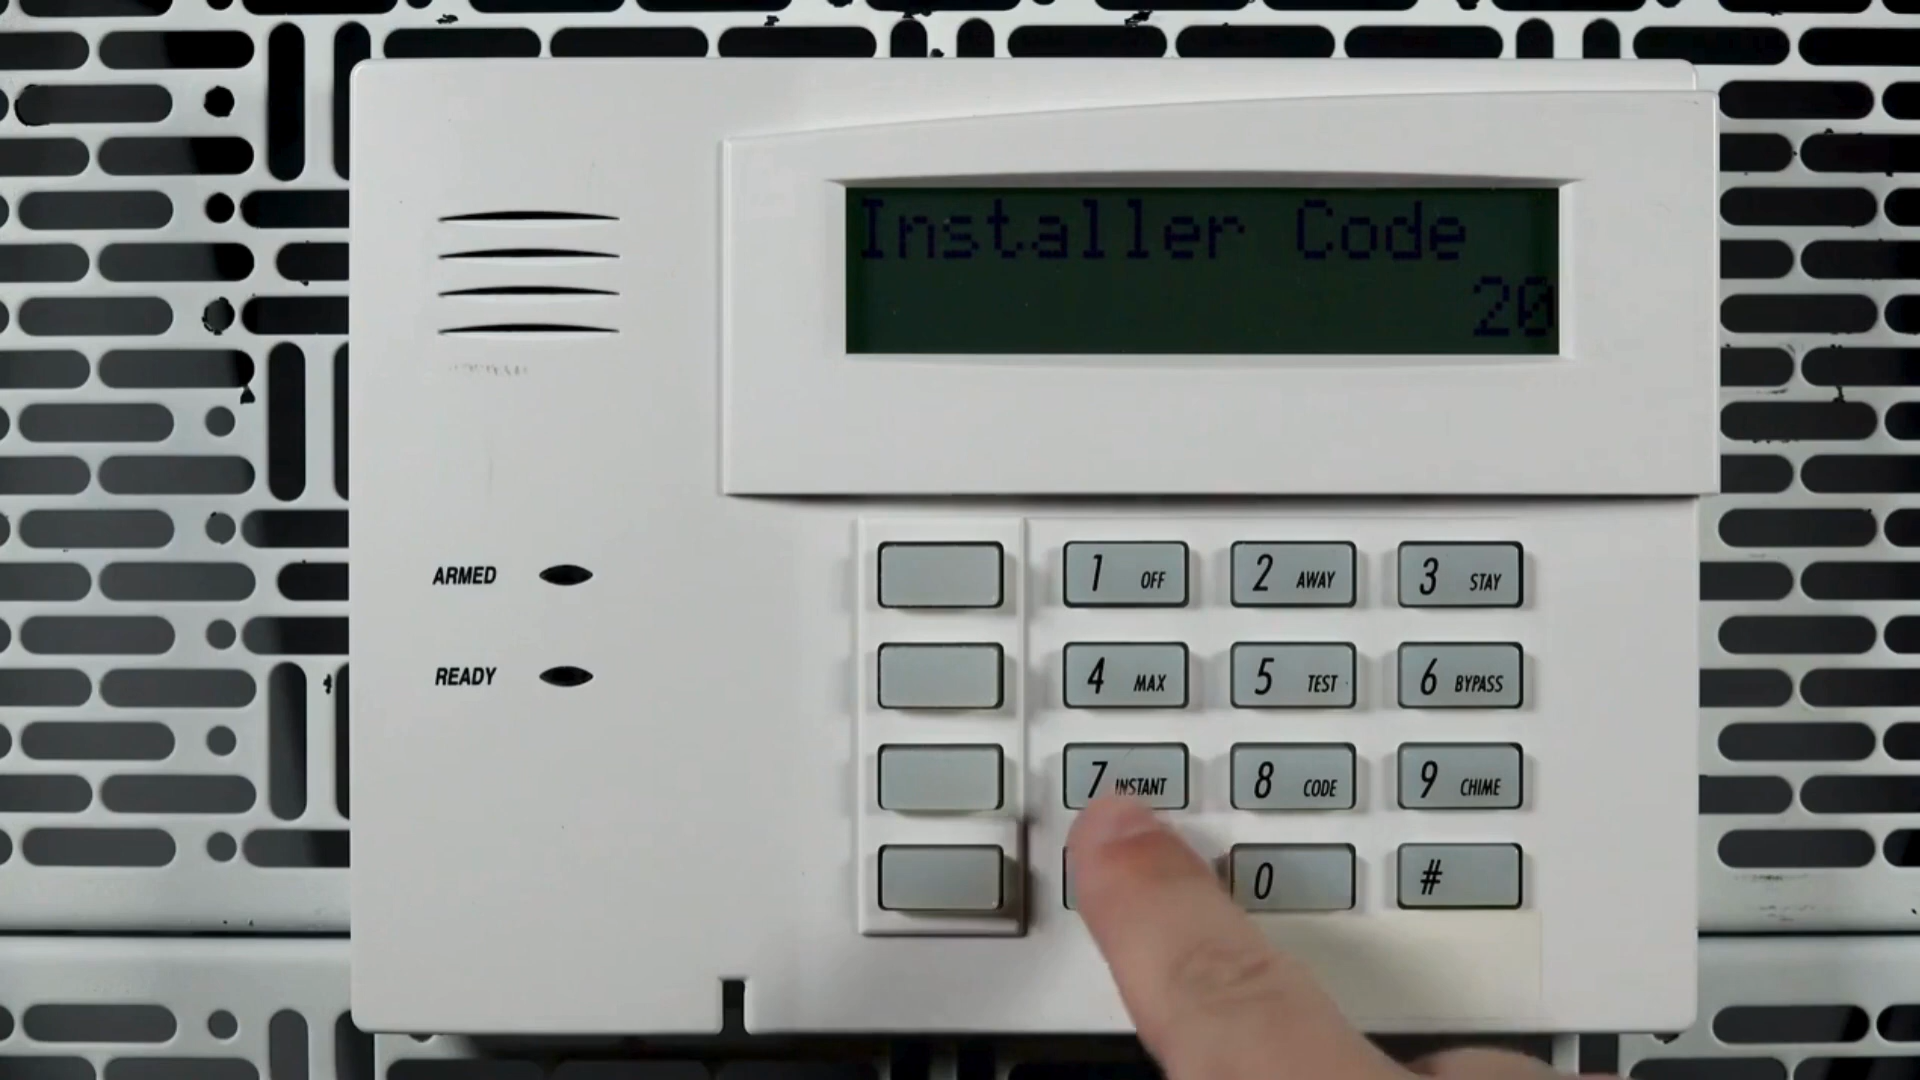 Installer Code
20
ARMED
READY
1 OFF
2 AWAY
3 STAY
4 MAX
5 TEST
6 BYPASS
7 INSTANT
8 CODE
9 CHIME
0
#